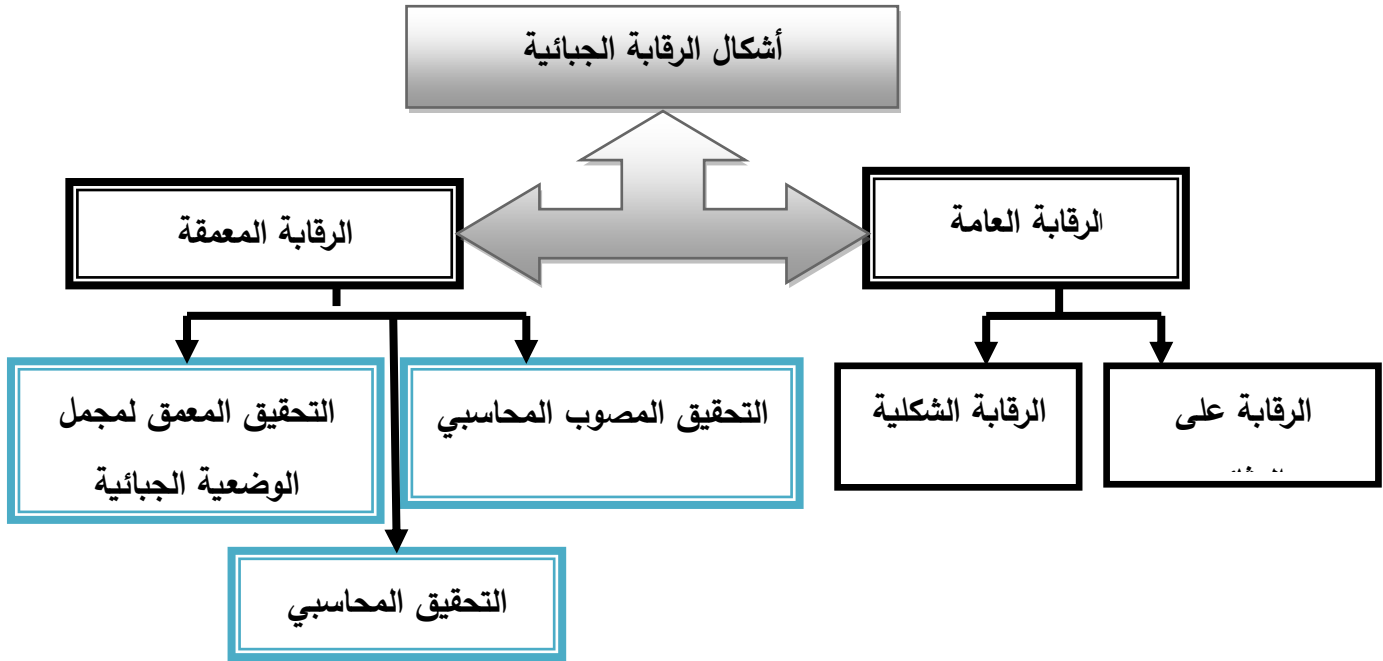 أشكال الرقابة الجبائية
الرقابة العامة
الرقابة المعمقة
الرقابة على
الرقابة الشكلية
التحقيق المصوب المحاسبي
التحقيق المعمق لمجمل
الوضعية الجبائية
التحقيق المحاسبي